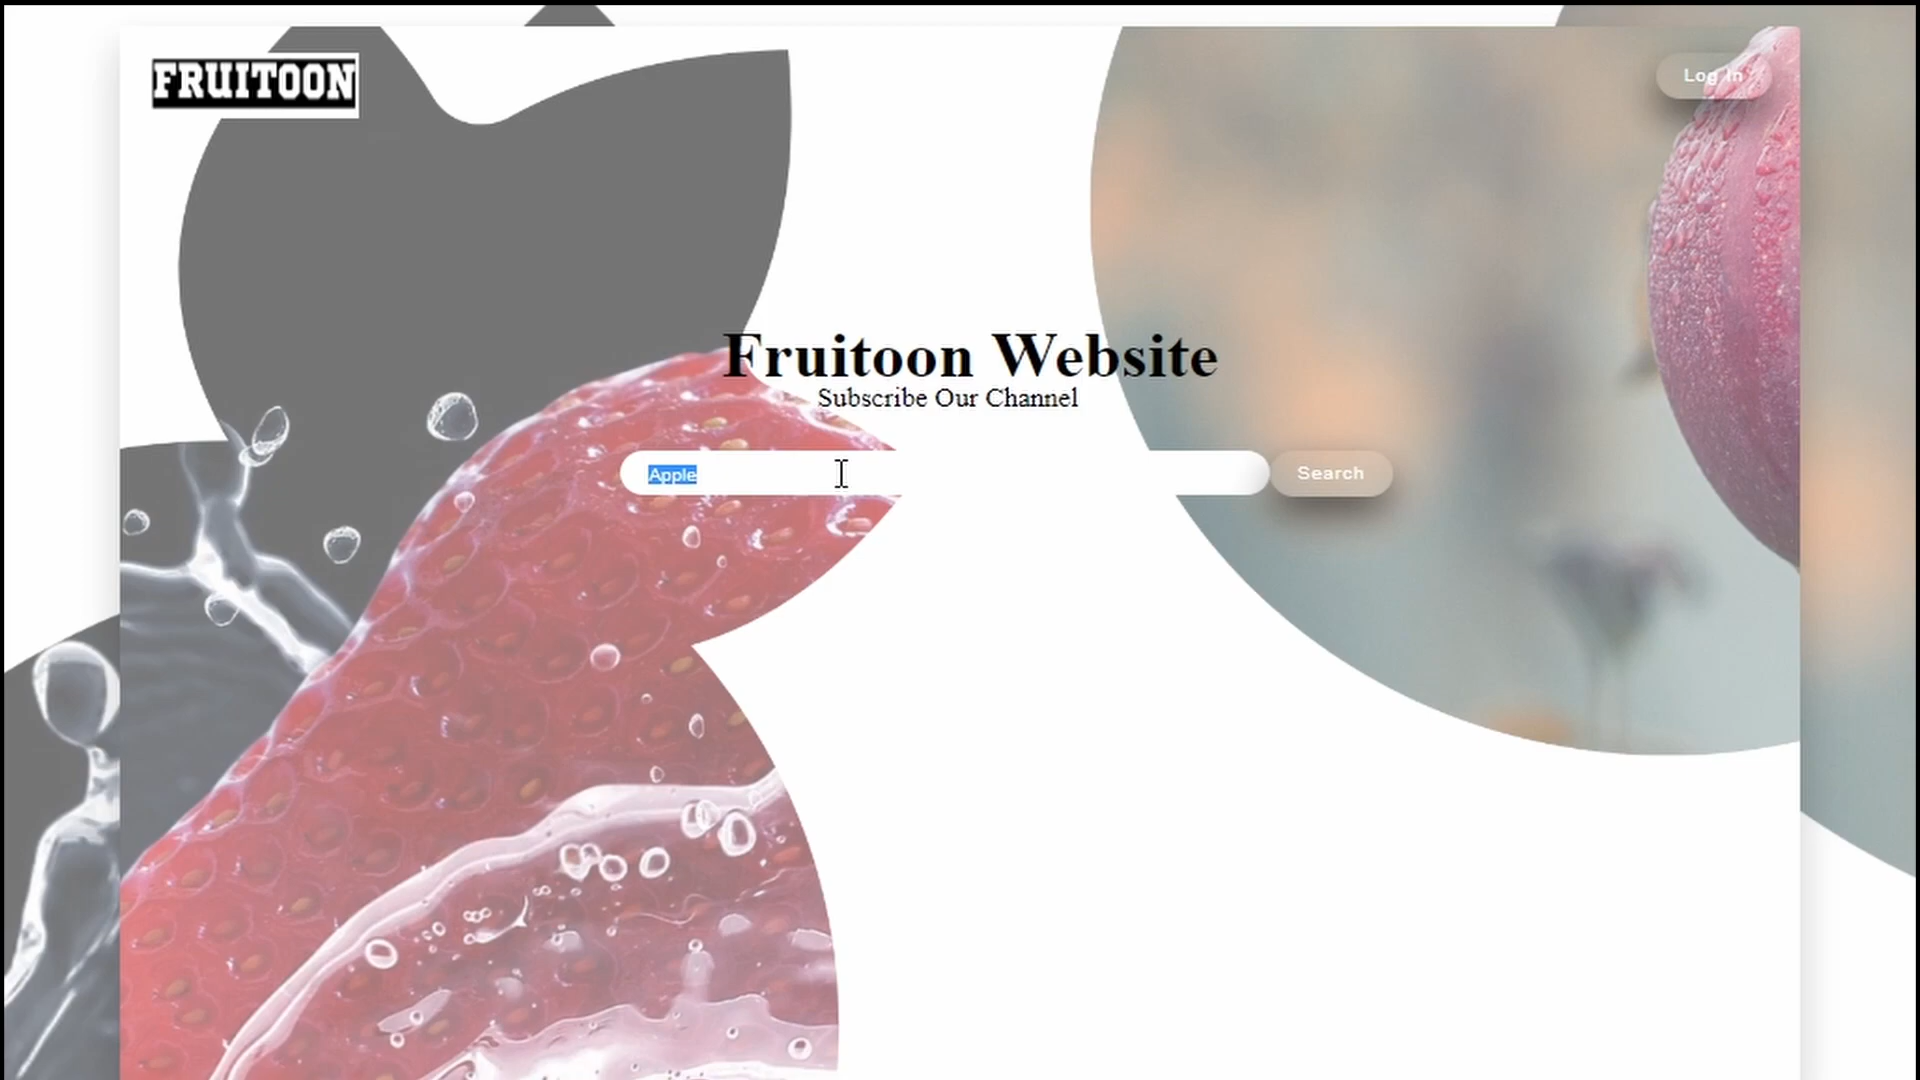 FRUITOON
Log In
Fruitoon Website
Subscribe Our Channel
Apple
Search